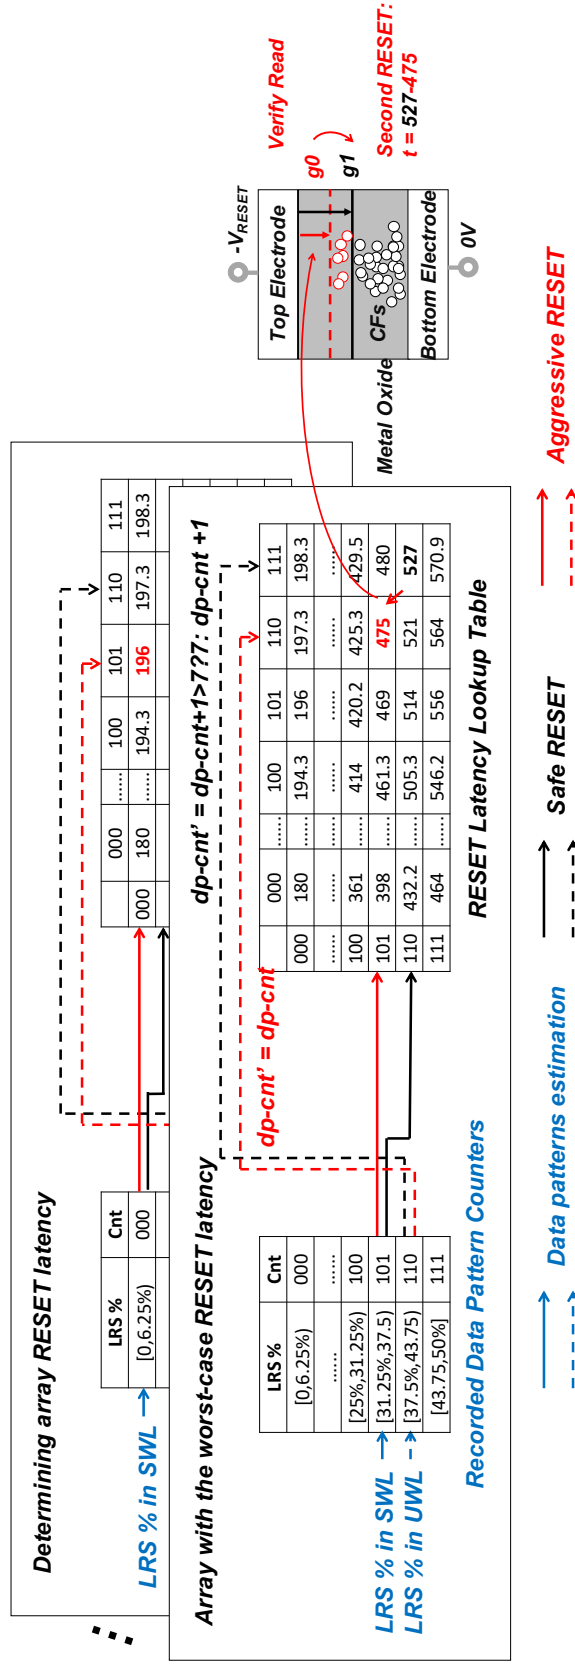 Determining array RESET latency
LRS % Cnt
[0,6.25%) 000
LRS % in SWL
000 ...... 100 101 110 111
000 180 ...... 194.3 196 197.3 198.3
Array with the worst-case RESET latency
dp-cnt' = dp-cnt+1>7?7: dp-cnt +1
dp-cnt' = dp-cnt
LRS % Cnt
[0,6.25%) 000
...... ......
[25%,31.25%) 100
[31.25%,37.5) 101
[37.5%,43.75) 110
[43.75,50%] 111
LRS % in SWL
LRS % in UWL
Recorded Data Pattern Counters
000 ...... 100 101 110 111
000 180 ...... 194.3 196 197.3 198.3
...... ...... ...... ...... ...... ...... ......
100 361 ...... 414 420.2 425.3 429.5
101 398 ...... 461.3 469 475 480
110 432.2 ...... 505.3 514 521 527
111 464 ...... 546.2 556 564 570.9
RESET Latency Lookup Table
-VRESET
Top Electrode
CFs
Bottom Electrode
0V
Metal Oxide
Verify Read
g0
g1
Second RESET:
t = 527-475
Data patterns estimation
Safe RESET
Aggressive RESET